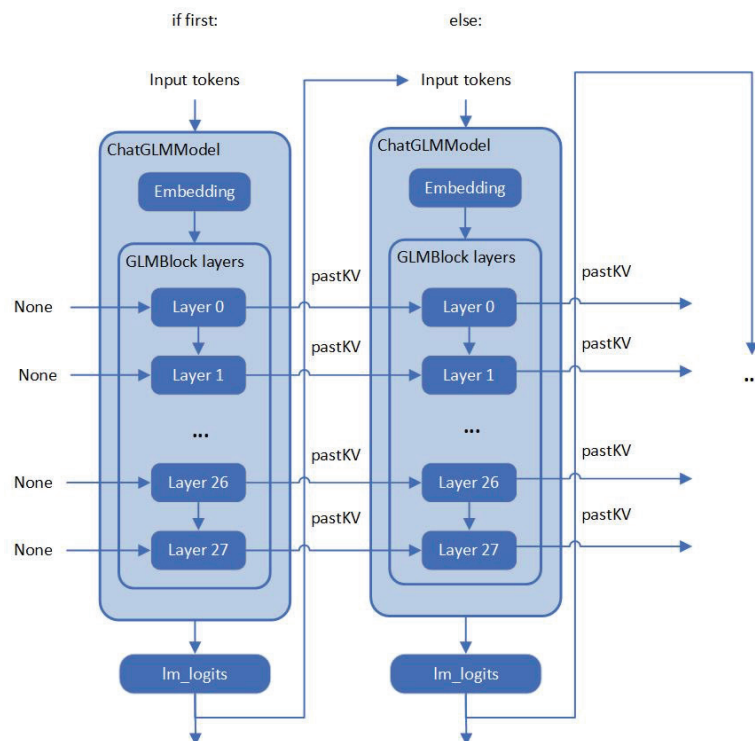 if first:
else:
Input tokens
Input tokens
ChatGLMModel
ChatGLMModel
Embedding
Embedding
GLMBlock layers
GLMBlock layers
pastKV
pastKV
None
Layer 0
Layer 0
pastKV
pastKV
None
Layer 1
Layer 1
...
...
...
pastKV
pastKV
None
Layer 26
Layer 26
pastKV
pastKV
None
Layer 27
Layer 27
lm_logits
lm_logits